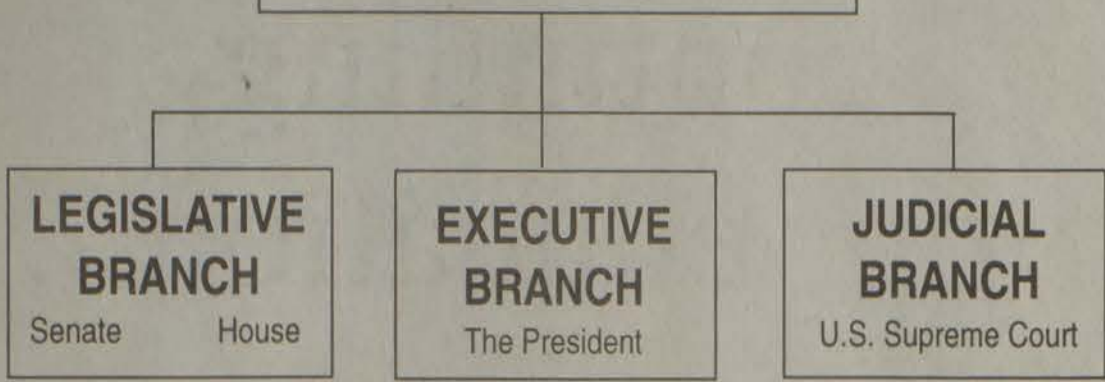 LEGISLATIVE
BRANCH
Senate House
EXECUTIVE
BRANCH
The President
JUDICIAL
BRANCH
U.S. Supreme Court